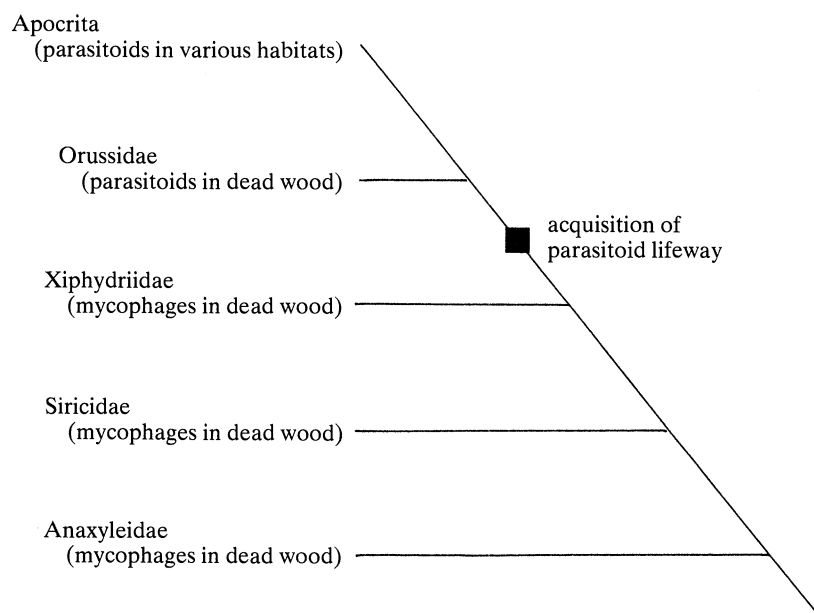 Apocrita
(parasitoids in various habitats)
Orussidae
(parasitoids in dead wood)
acquisition of
parasitoid lifeway
Xiphydriidae
(mycophages in dead wood)
Siricidae
(mycophages in dead wood)
Anaxyleidae
(mycophages in dead wood)